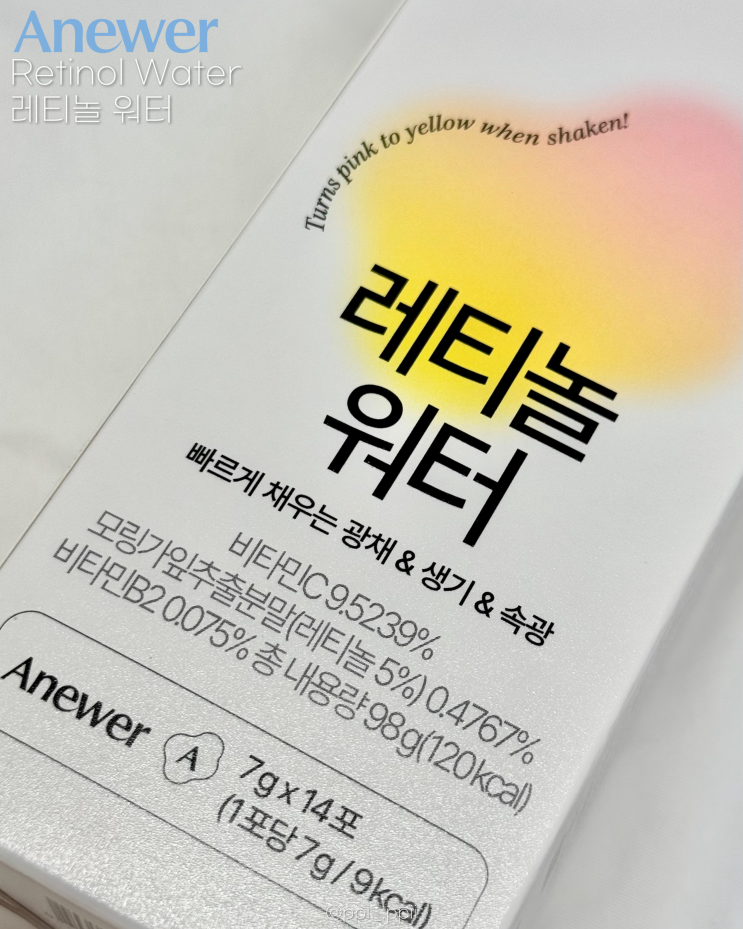 Anewer
Retinol Water
레티놀 워터
Turns pink to yellow when shaken!
레티놀
워터
빠르게 채우는 광채 & 생기 & 속광
비타민C 9.5239%
모링가잎추출분말(레티놀 5%) 0.4767%
비타민B2 0.075% 총 내용량 98g(120kcal)
Anewer
A
7g x 14포
(1포당 7g / 9kcal)